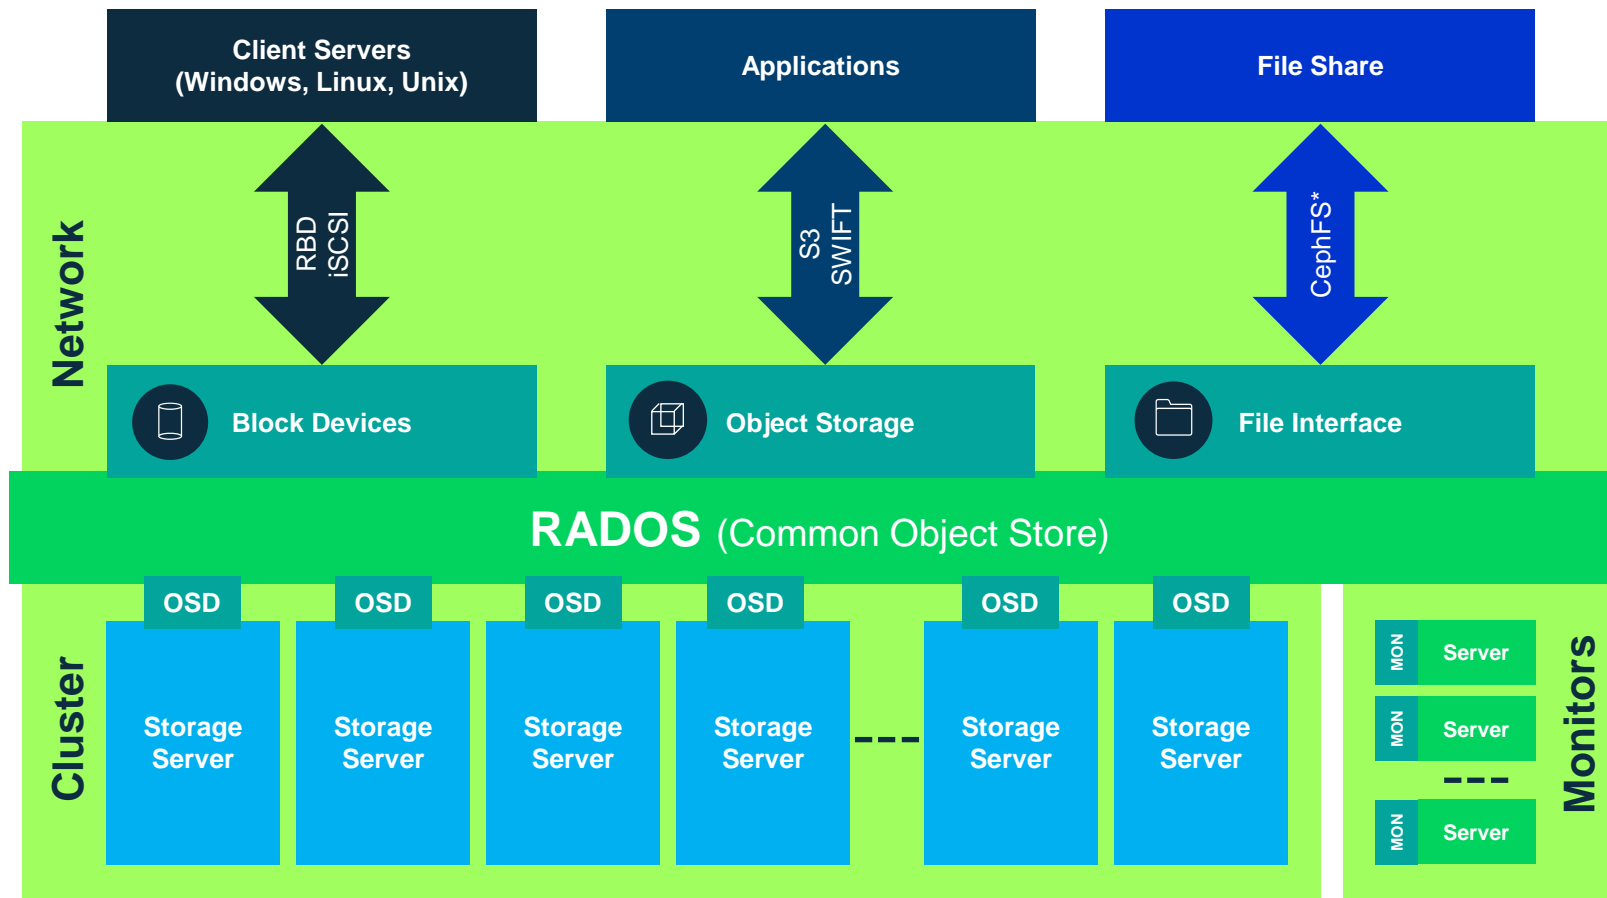 Client Servers
(Windows, Linux, Unix)
Applications
File Share
Network
RBD
iSCSI
S3
SWIFT
CephFS*
Block Devices
Object Storage
File Interface
RADOS (Common Object Store)
Cluster
OSD
OSD
OSD
OSD
OSD
OSD
Storage
Server
Storage
Server
Storage
Server
Storage
Server
Storage
Server
Storage
Server
MON
Server
MON
Server
MON
Server
Monitors